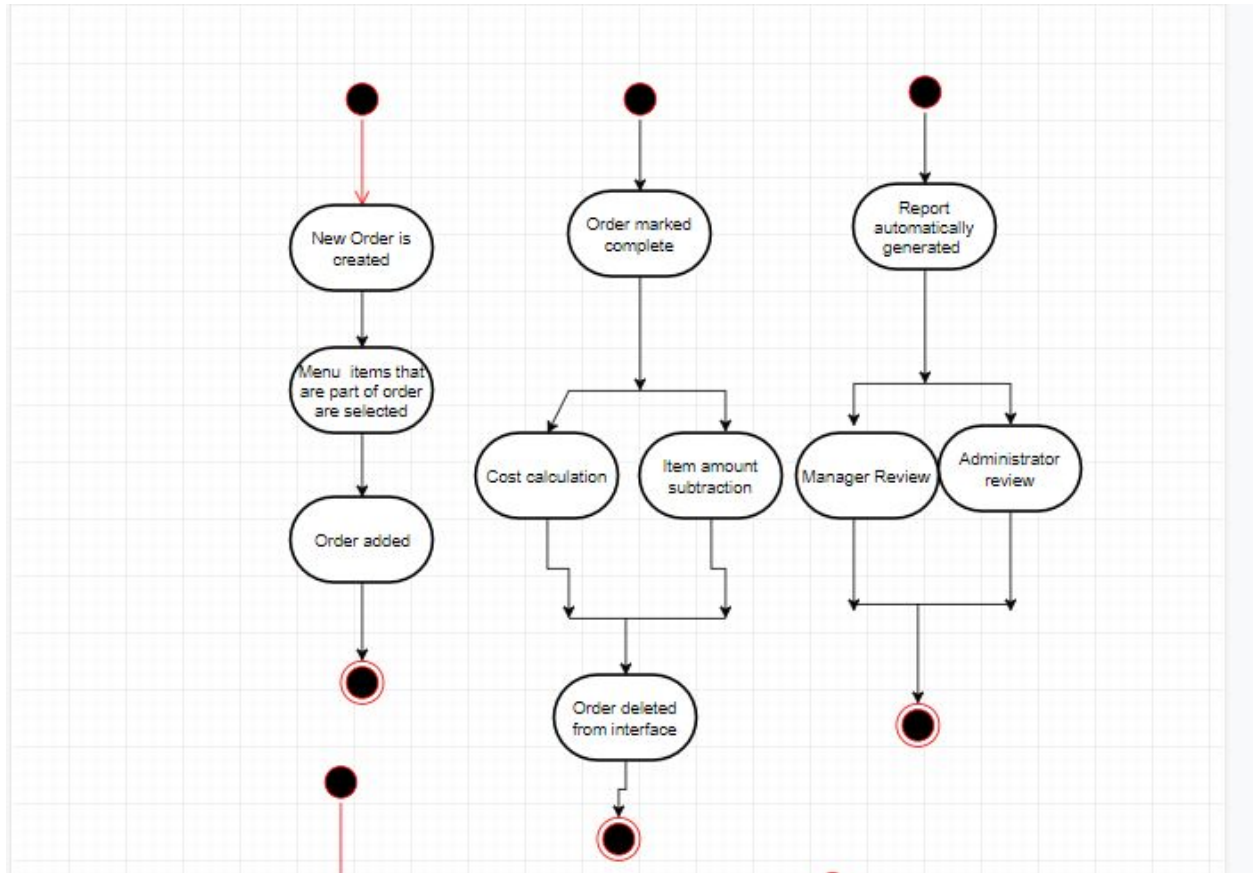 New Order is
created
Menu  items that
are part of order
are selected
Order added
Order marked
complete
Cost calculation
Item amount
subtraction
Order deleted
from interface
Report
automatically
generated
Manager Review
Administrator
review